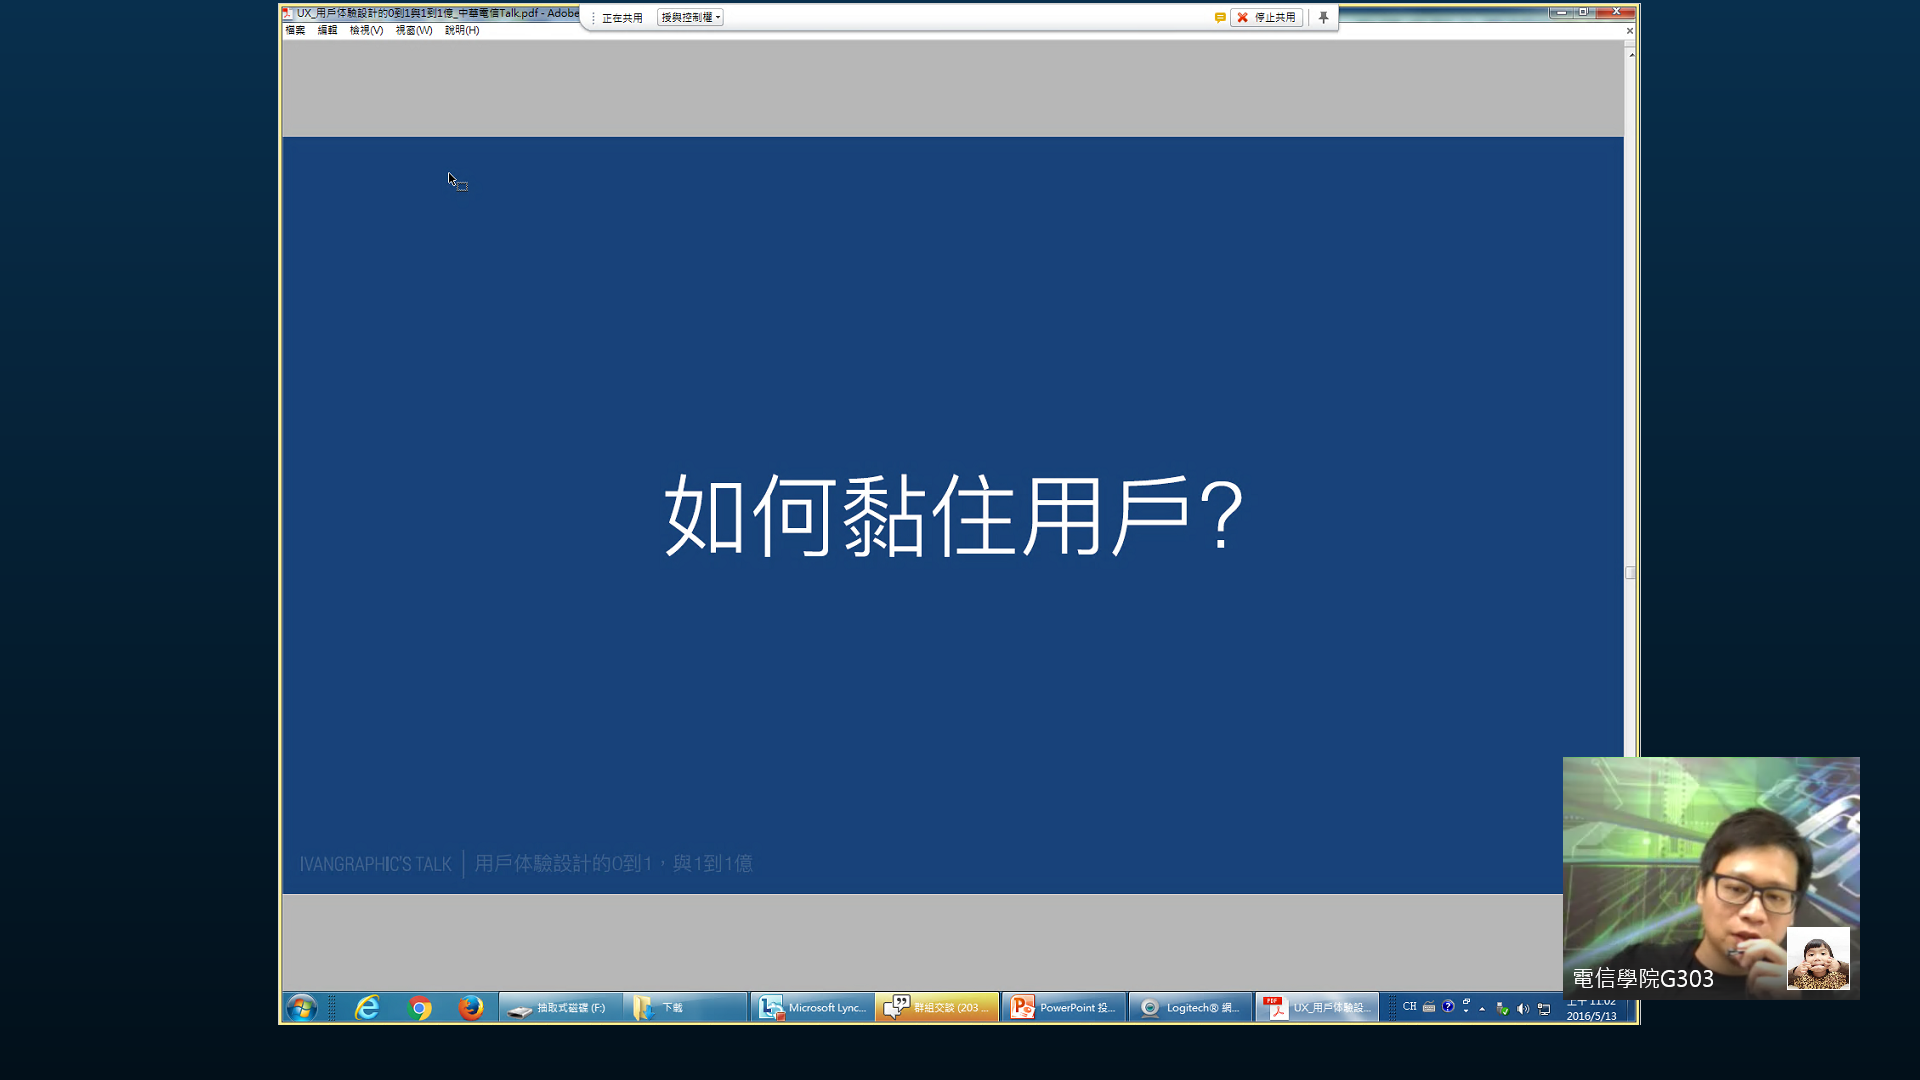 UX_用戶体驗設計的0到1與1到1億_中華電信Talk.pdf - Adobe
正在共用
授與控制權
停止共用
檔案 編輯 檢視(V) 視窗(W) 說明(H)
如何黏住用戶?
IVANGRAPHIC'S TALK 用戶体驗設計的0到1，與1到1億
電信學院G303
抽取式磁碟 (F:)
下載
Microsoft Lync...
群組交談 (203 ...
PowerPoint 投...
Logitech® 網...
UX_用戶体驗設...
CH
上午 11:02
2016/5/13